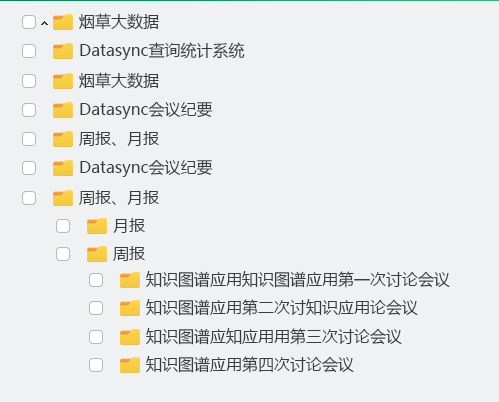 烟草大数据
Datasync查询统计系统
烟草大数据
Datasync会议纪要
周报、月报
Datasync会议纪要
周报、月报
月报
周报
知识图谱应用知识图谱应用第一次讨论会议
知识图谱应用第二次讨知识应用论会议
知识图谱应知应用用第三次讨论会议
知识图谱应用第四次讨论会议